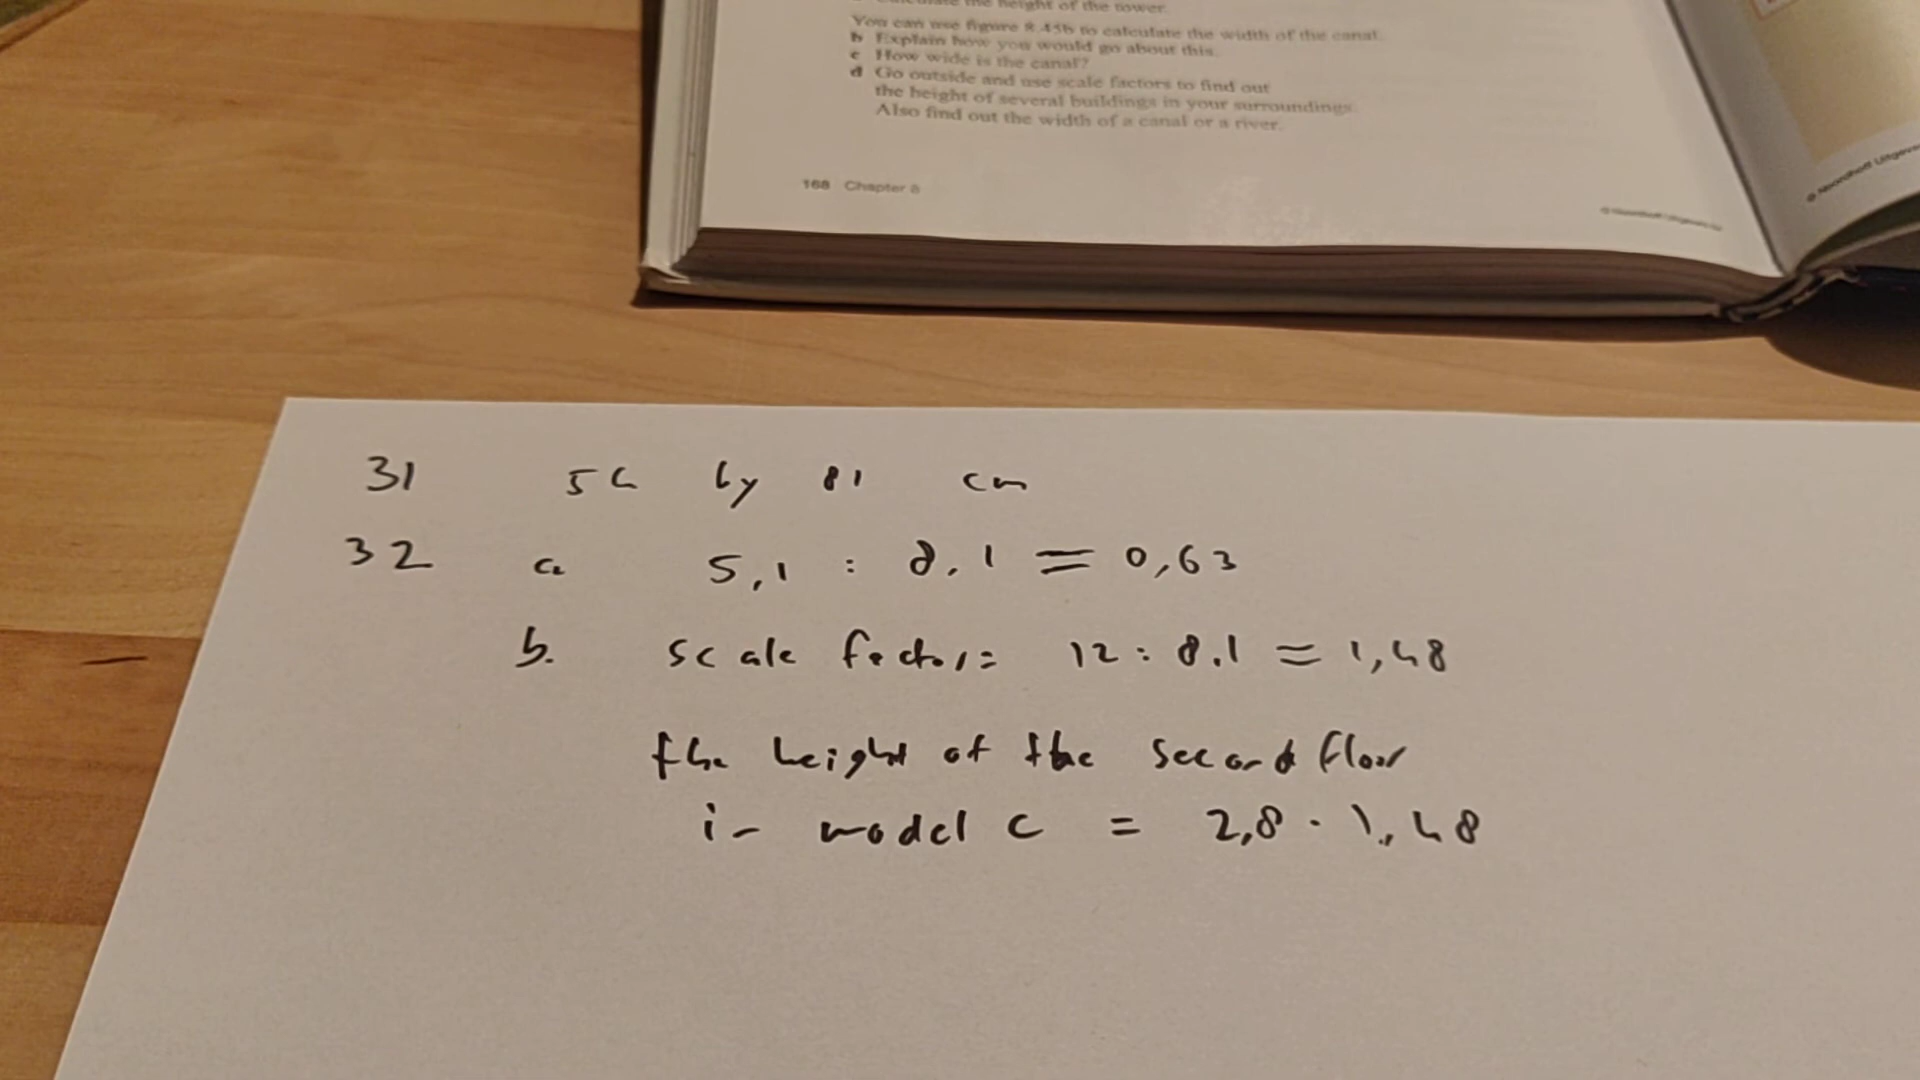 the height of the tower.
You can use figure 8.45b to calculate the width of the canal.
b Explain how you would go about this.
c How wide is the canal?
d Go outside and use scale factors to find out
the height of several buildings in your surroundings.
Also find out the width of a canal or a river.
168 Chapter 8
© Noordhoff Uitgeve
31 54 by 81 cm
32 a 5,1 : 8,1 = 0,63
b. scale factor = 12 : 8,1 = 1,48
the height of the second floor
in model c = 2,8 · 1,48